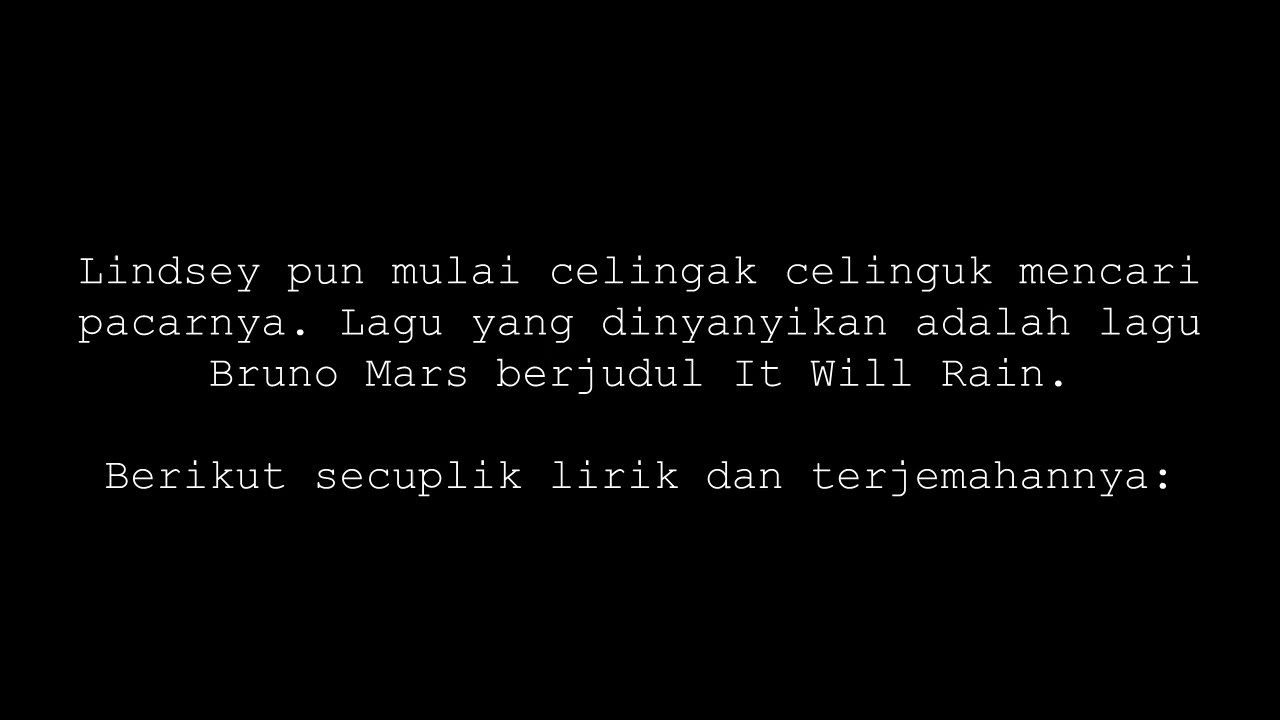 Lindsey pun mulai celingak celinguk mencari
pacarnya. Lagu yang dinyanyikan adalah lagu
Bruno Mars berjudul It Will Rain.
Berikut secuplik lirik dan terjemahannya: